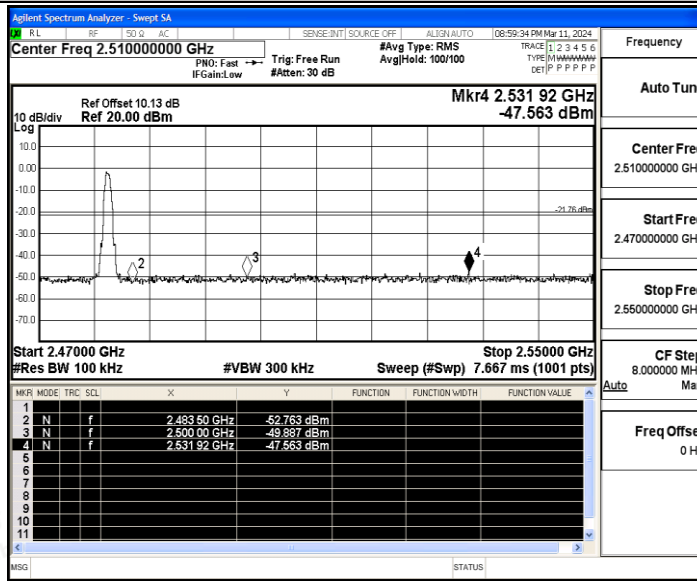 Agilent Spectrum Analyzer - Swept SA
RL RF 50 Ω AC SENSE:INT SOURCE OFF ALIGN AUTO 08:59:34 PM Mar 11, 2024
Center Freq 2.510000000 GHz
PNO: Fast
IFGain:Low
Trig: Free Run
#Atten: 30 dB
#Avg Type: RMS
Avg|Hold: 100/100
TRACE 1 2 3 4 5 6
TYPE M
DET P P P P P P
Frequency
Auto Tun
Ref Offset 10.13 dB
10 dB/div Ref 20.00 dBm
Log
Mkr4 2.531 92 GHz
-47.563 dBm
10.0
0.00
-10.0
-20.0
-30.0
-40.0
-50.0
-60.0
-70.0
-21.76 dBm
2
3
4
Start 2.47000 GHz
Stop 2.55000 GHz
#Res BW 100 kHz #VBW 300 kHz Sweep (#Swp) 7.667 ms (1001 pts)
Center Fre
2.510000000 GH
Start Fre
2.470000000 GH
Stop Fre
2.550000000 GH
CF Step
8.000000 MH
Auto Ma
Freq Offse
0 H
MKR MODE TRC SCL X Y FUNCTION FUNCTION WIDTH FUNCTION VALUE
1
2 N f 2.483 50 GHz -52.763 dBm
3 N f 2.500 00 GHz -49.887 dBm
4 N f 2.531 92 GHz -47.563 dBm
5
6
7
8
9
10
11
MSG STATUS